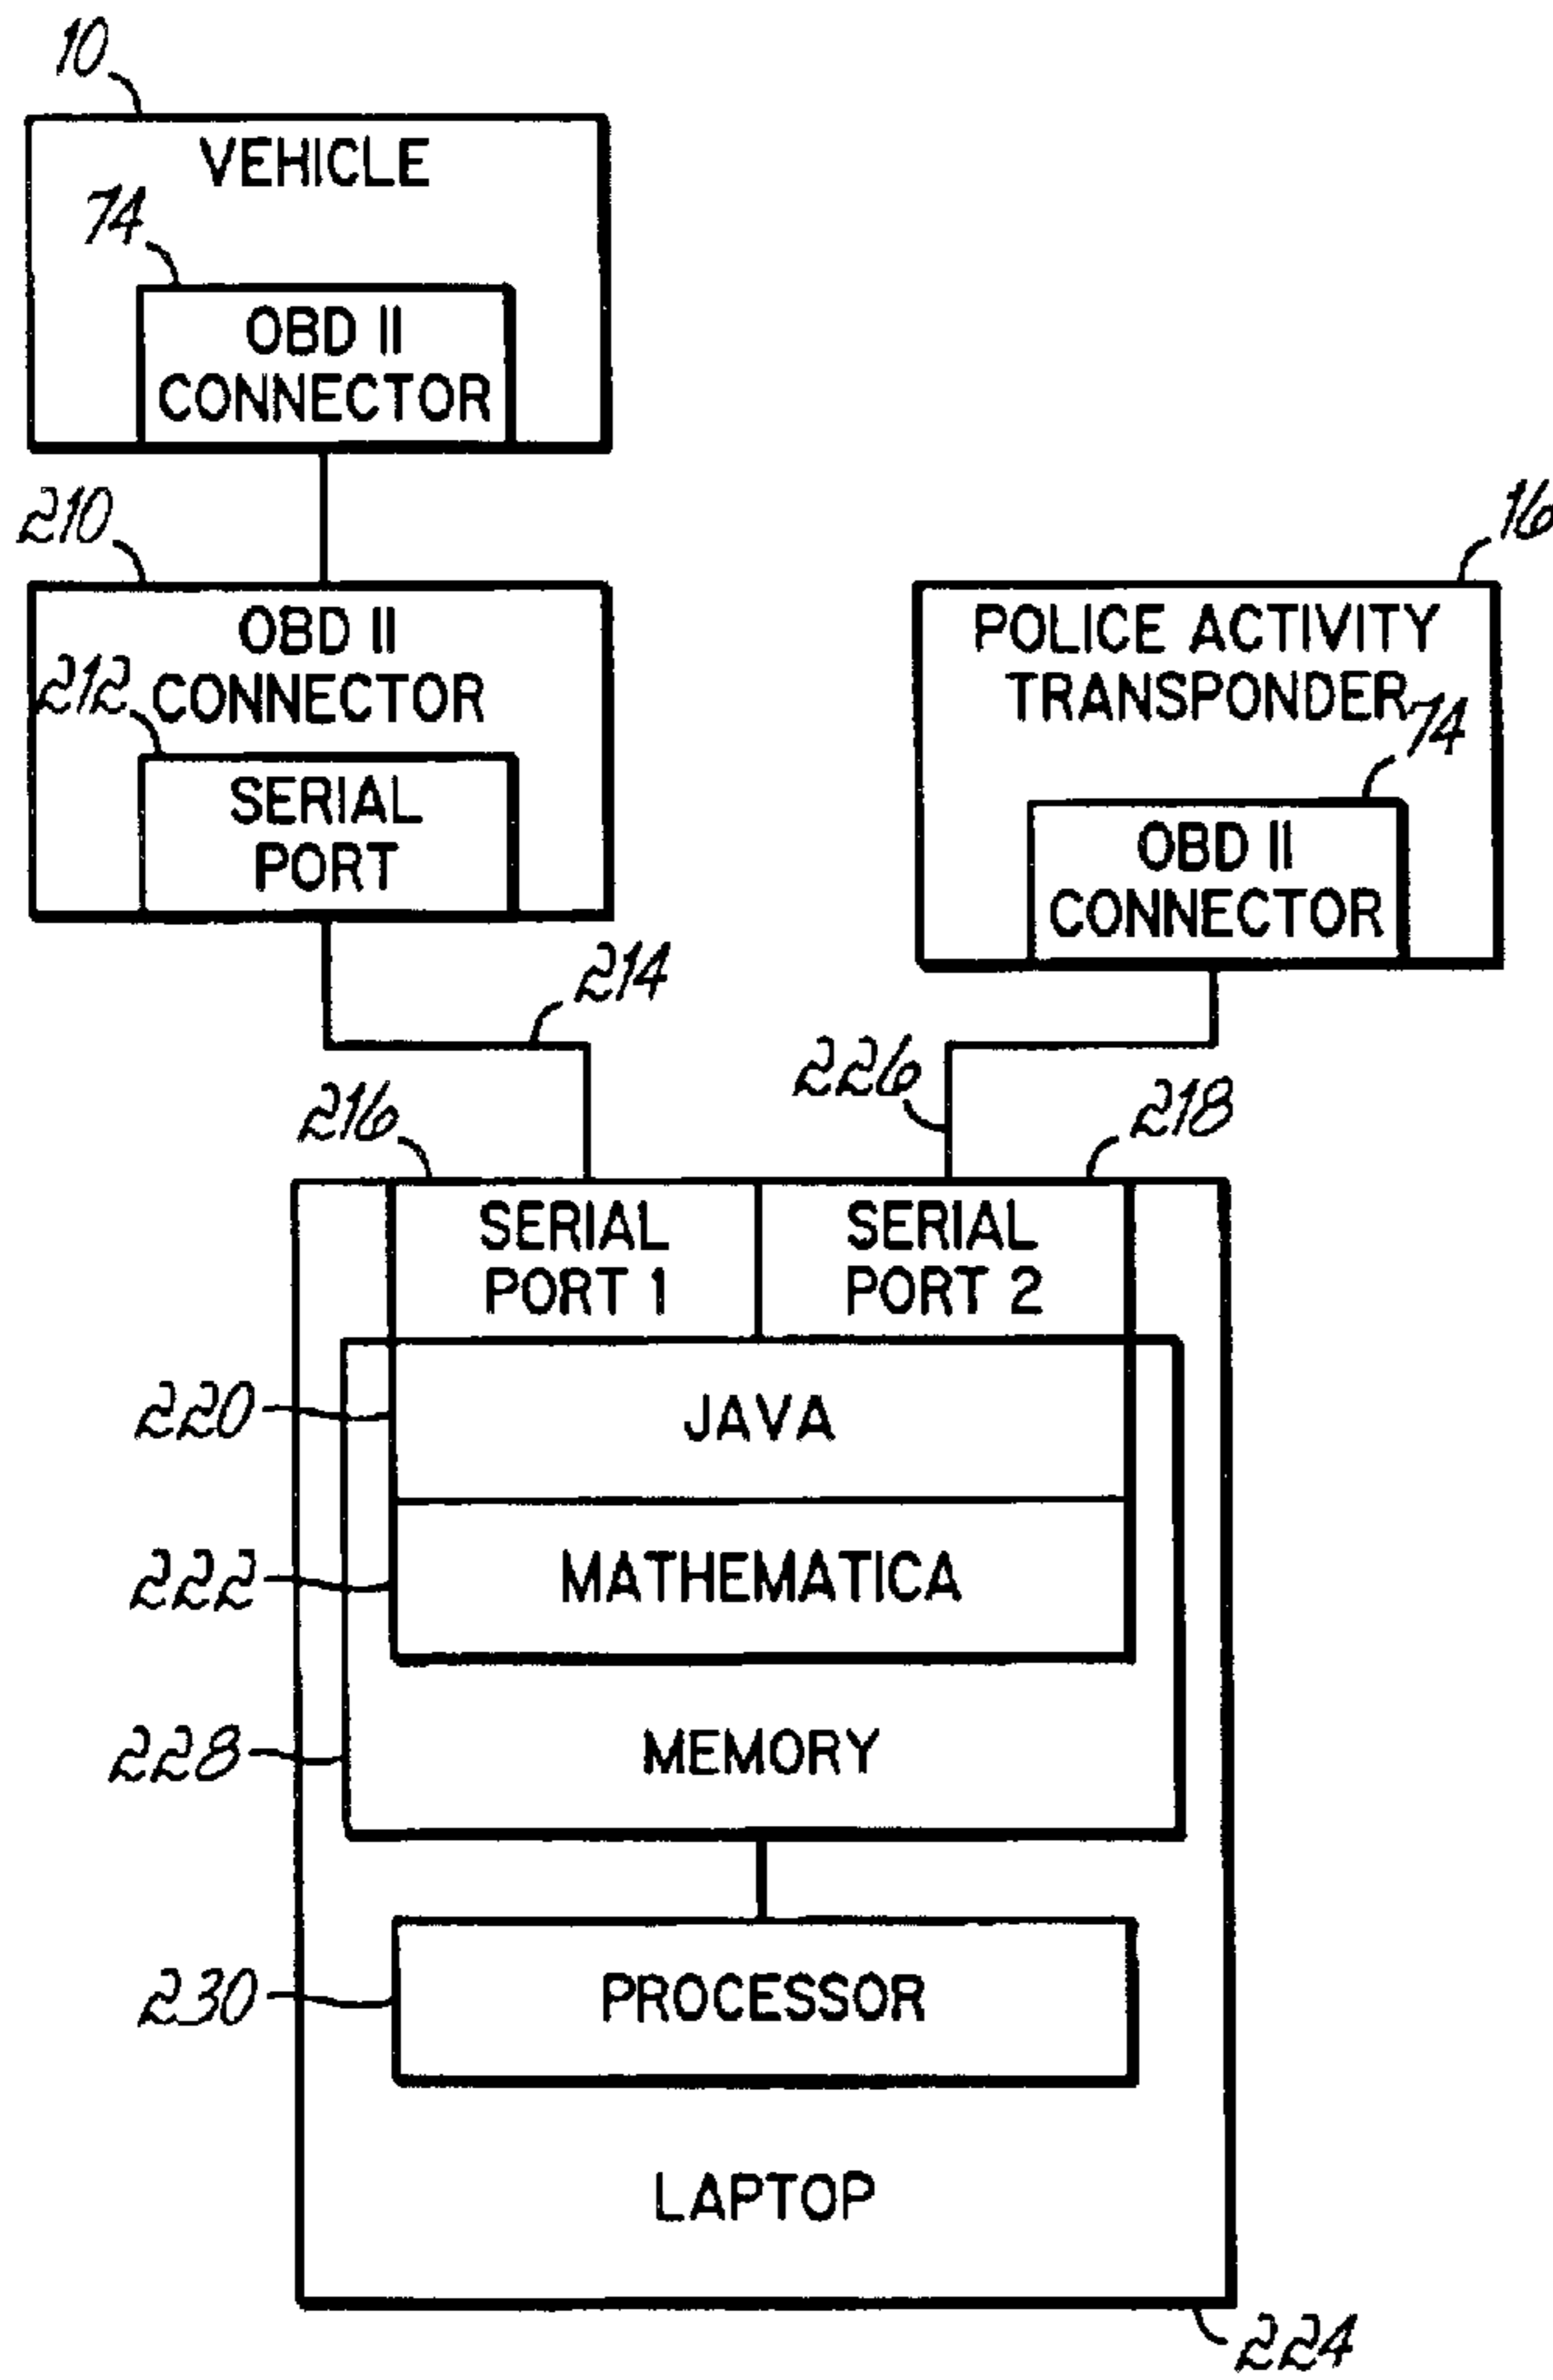 10
VEHICLE
74
OBD II
CONNECTOR
210
OBD II
212 CONNECTOR
SERIAL
PORT
16
POLICE ACTIVITY
TRANSPONDER
74
OBD II
CONNECTOR
214
226
216
218
SERIAL
PORT 1
SERIAL
PORT 2
220
JAVA
222
MATHEMATICA
228
MEMORY
230
PROCESSOR
LAPTOP
224